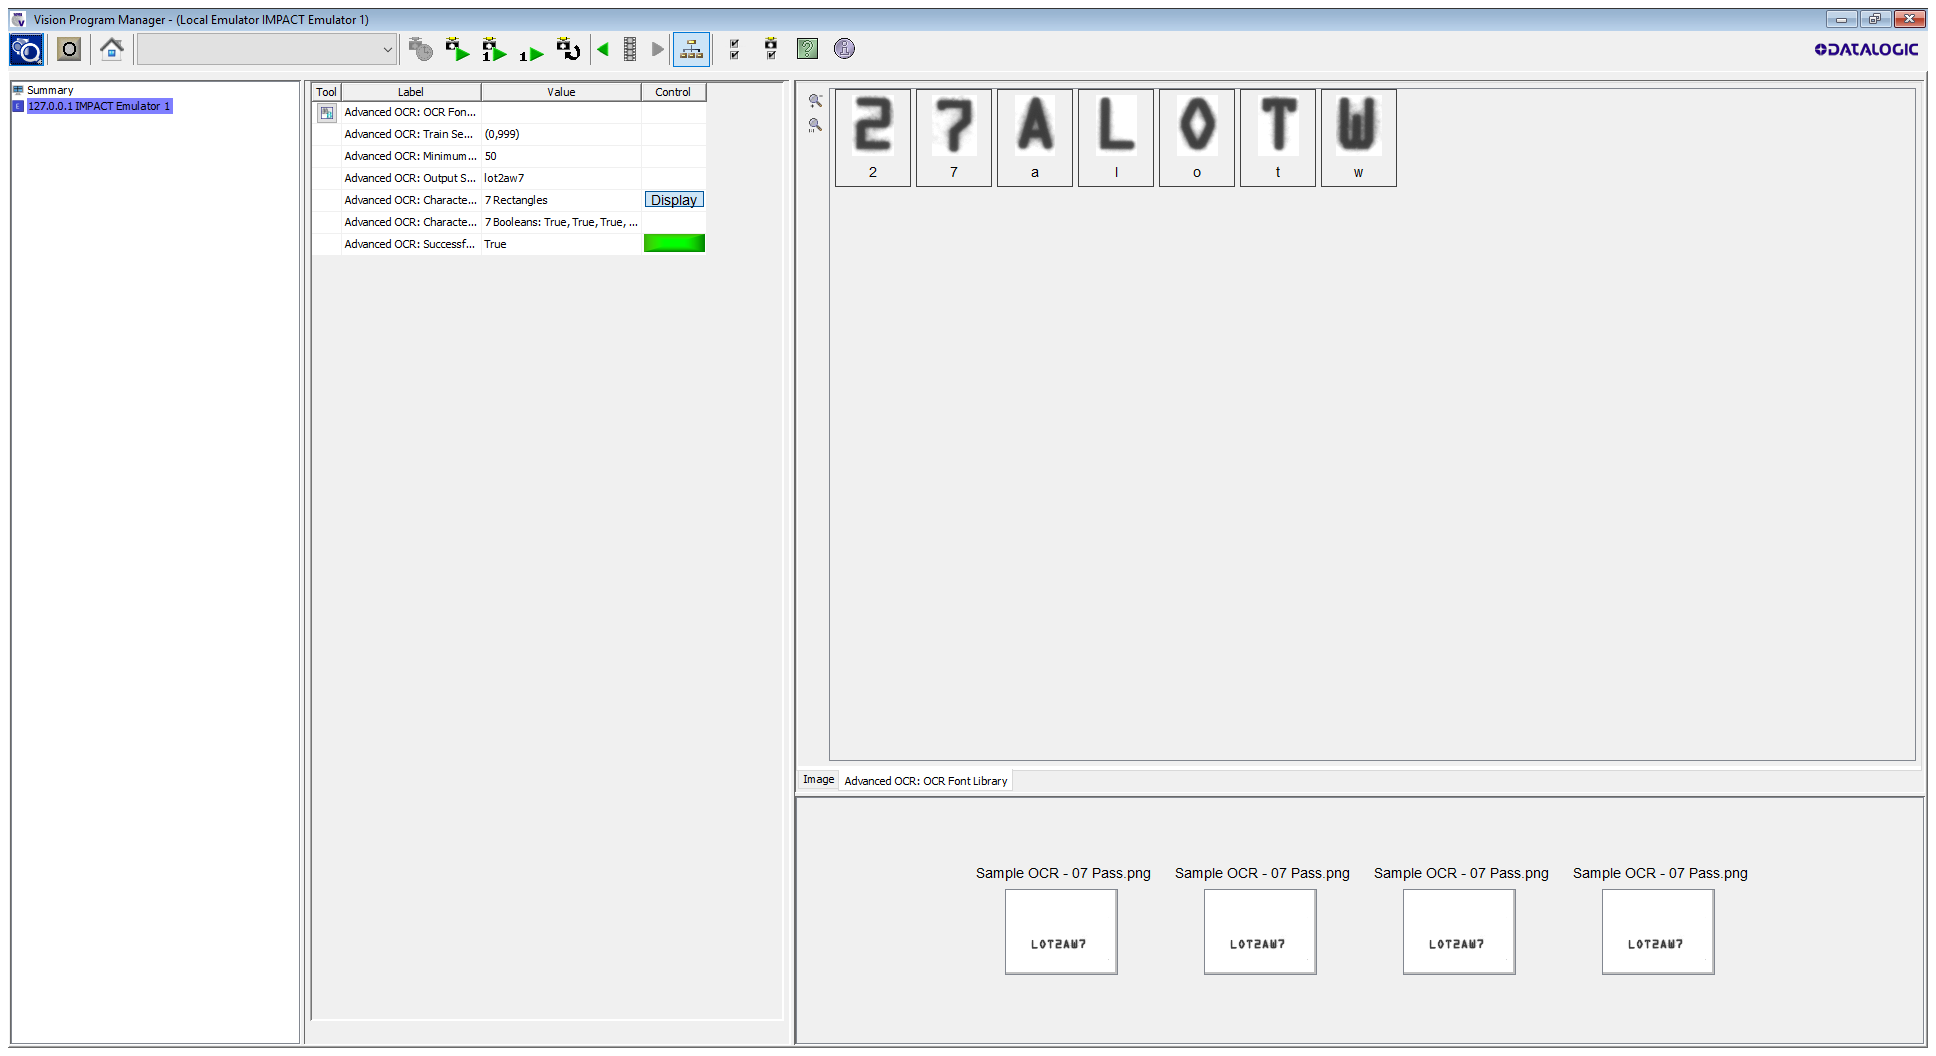 Vision Program Manager - (Local Emulator IMPACT Emulator 1)
O
1
1
DATALOGIC
Summary
127.0.0.1 IMPACT Emulator 1
Tool Label Value Control
Advanced OCR: OCR Fon...
Advanced OCR: Train Se... (0,999)
Advanced OCR: Minimum... 50
Advanced OCR: Output S... lot2aw7
Advanced OCR: Characte... 7 Rectangles Display
Advanced OCR: Characte... 7 Booleans: True, True, True, ...
Advanced OCR: Successf... True
2 7 A L O T W
2 7 a l o t w
Image Advanced OCR: OCR Font Library
Sample OCR - 07 Pass.png Sample OCR - 07 Pass.png Sample OCR - 07 Pass.png Sample OCR - 07 Pass.png
LOT2AW7 LOT2AW7 LOT2AW7 LOT2AW7